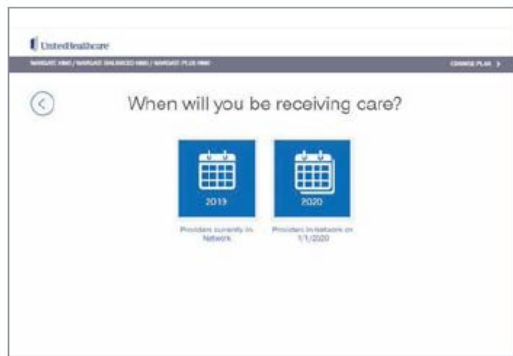 UnitedHealthcare
NAVIGATE HMO / NAVIGATE BALANCED HMO / NAVIGATE PLUS HMO
CHANGE PLAN >
When will you be receiving care?
2019
2020
Providers currently in
Network
Providers in-network on
1/1/2020